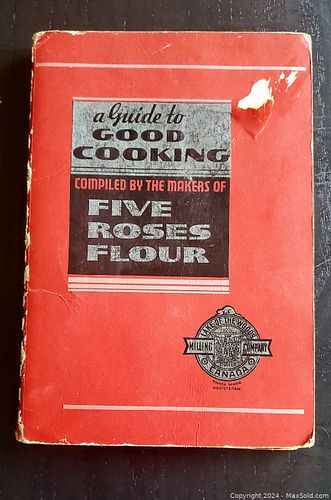 a Guide to
GOOD
COOKING
COMPILED BY THE MAKERS OF
FIVE
ROSES
FLOUR
LAKE OF THE WOODS
MILLING COMPANY
CANADA
TRADE MARK
REGISTERED
Copyright © 2024 - MaxSold.com